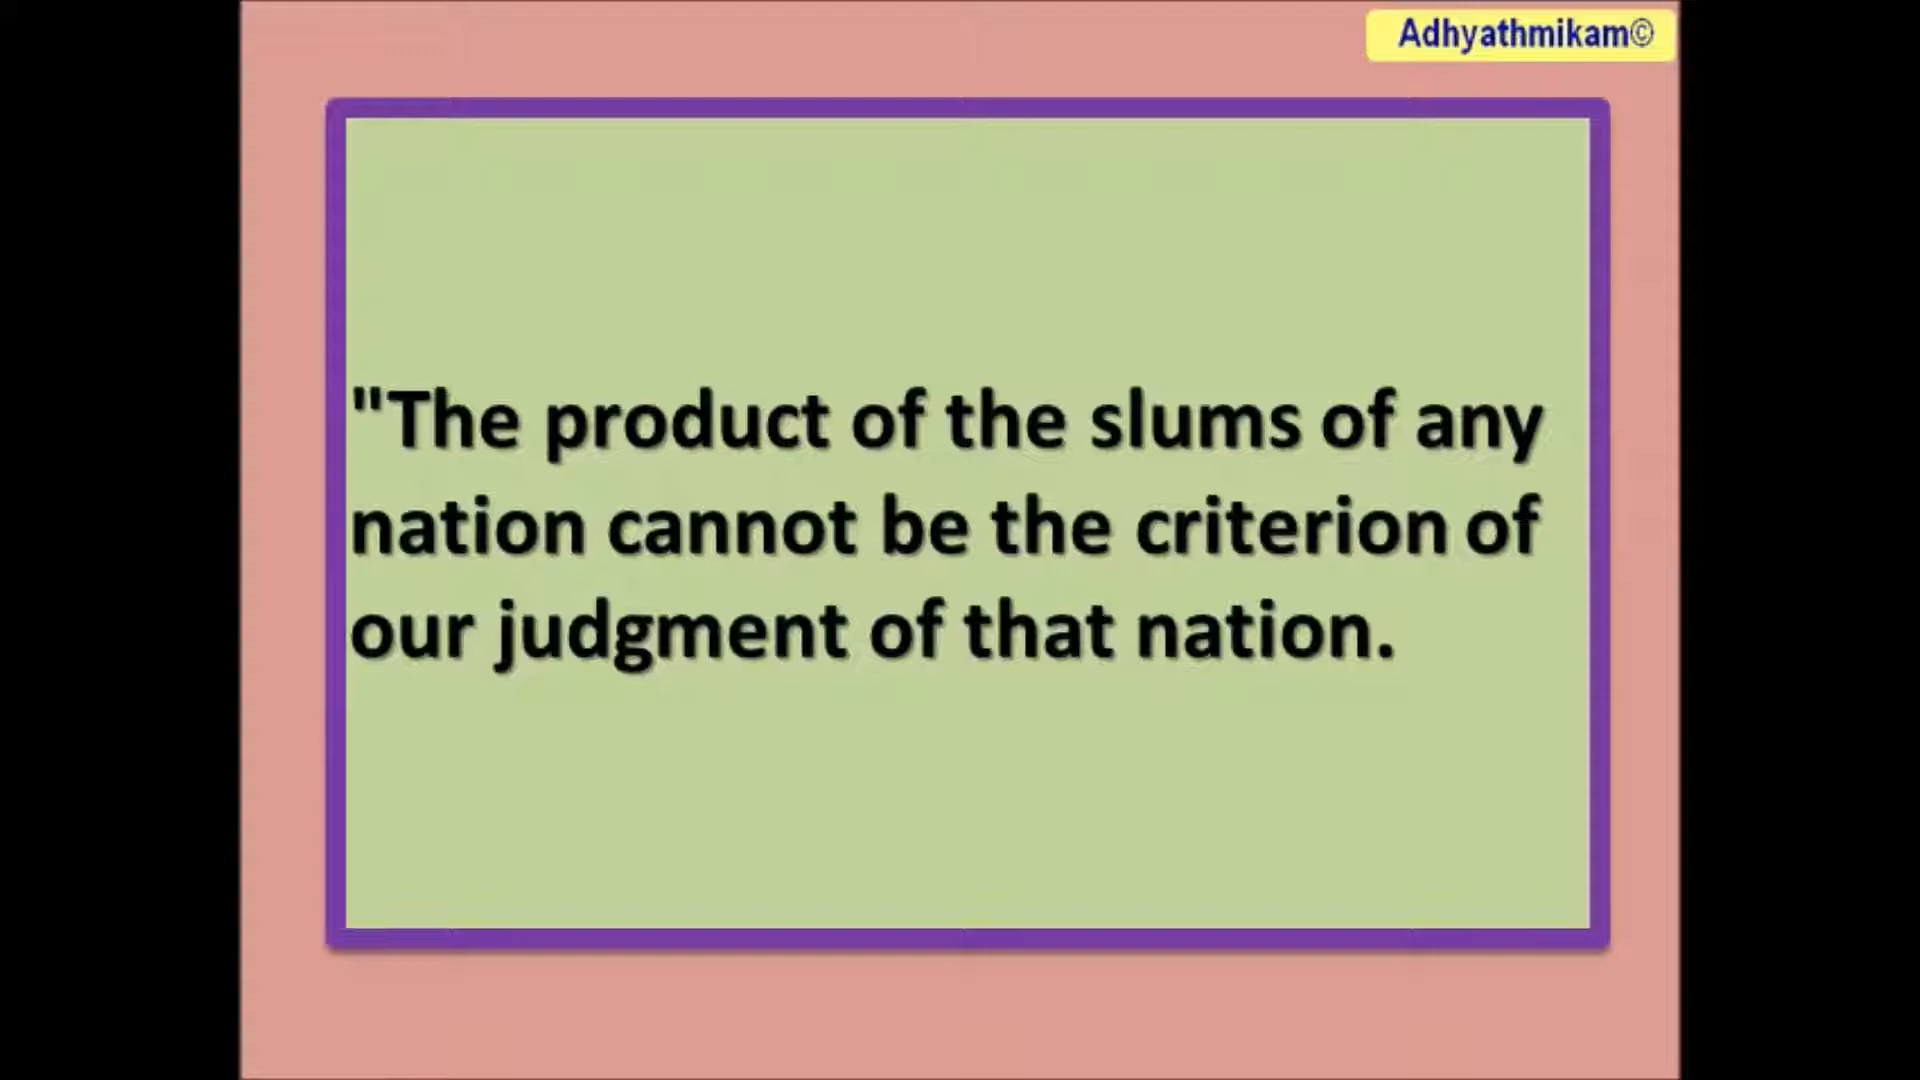 Adhyathmikam©
"The product of the slums of any
nation cannot be the criterion of
our judgment of that nation.